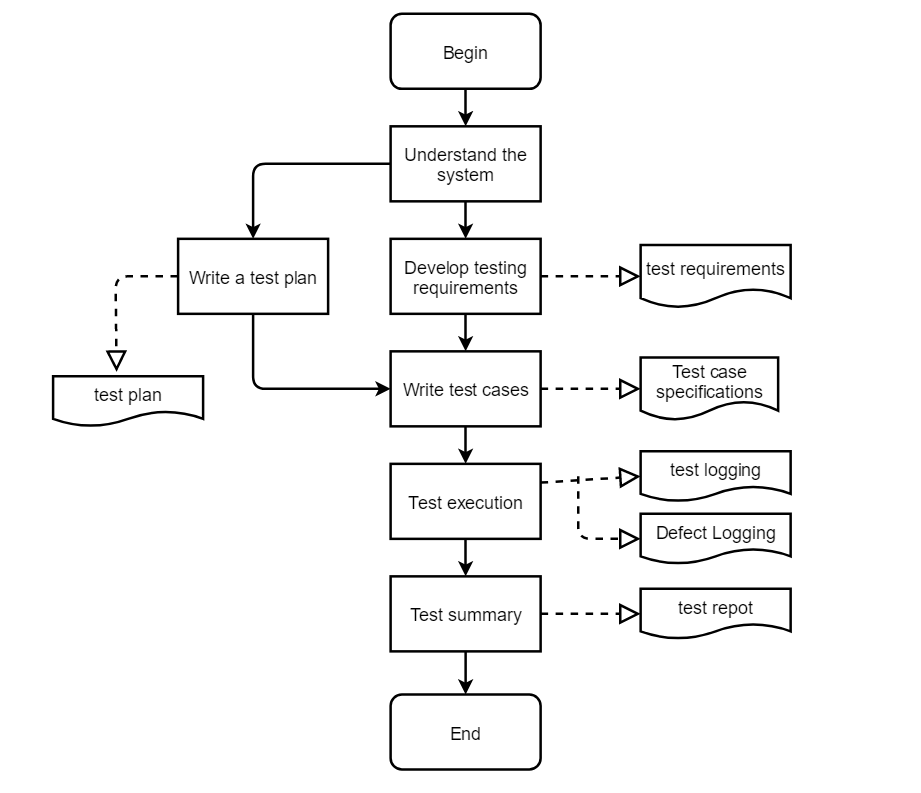 Begin
Understand the
system
Write a test plan
Develop testing
requirements
test requirements
test plan
Write test cases
Test case
specifications
Test execution
test logging
Defect Logging
Test summary
test repot
End